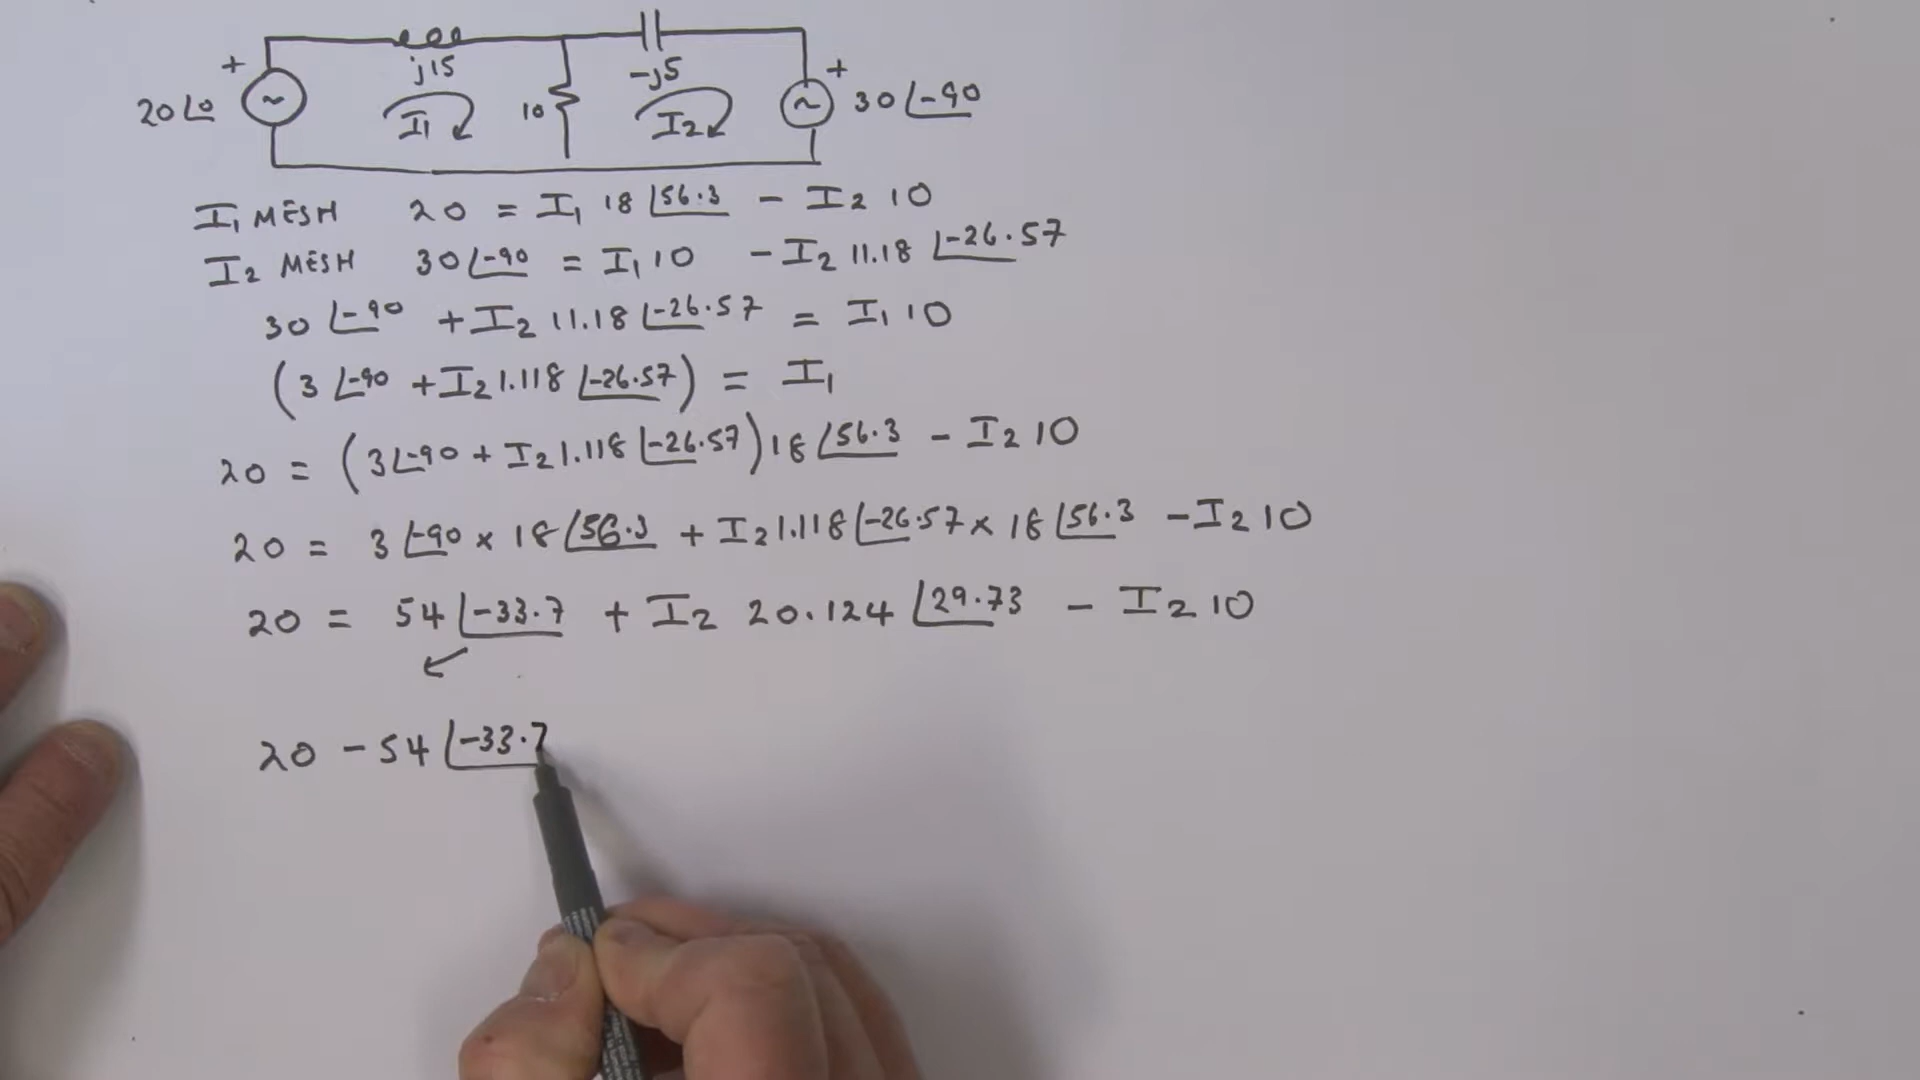 j15
-j5
+
+
20∠0
I1
10
I2
30∠-90
I1 MESH 20 = I1 18∠56.3 - I2 10
I2 MESH 30∠-90 = I1 10 - I2 11.18∠-26.57
30∠-90 + I2 11.18∠-26.57 = I1 10
(3∠-90 + I2 1.118∠-26.57) = I1
20 = (3∠-90 + I2 1.118∠-26.57) 18∠56.3 - I2 10
20 = 3∠-90 × 18∠56.3 + I2 1.118∠-26.57 × 18∠56.3 - I2 10
20 = 54∠-33.7 + I2 20.124∠29.73 - I2 10
20 - 54∠-33.7